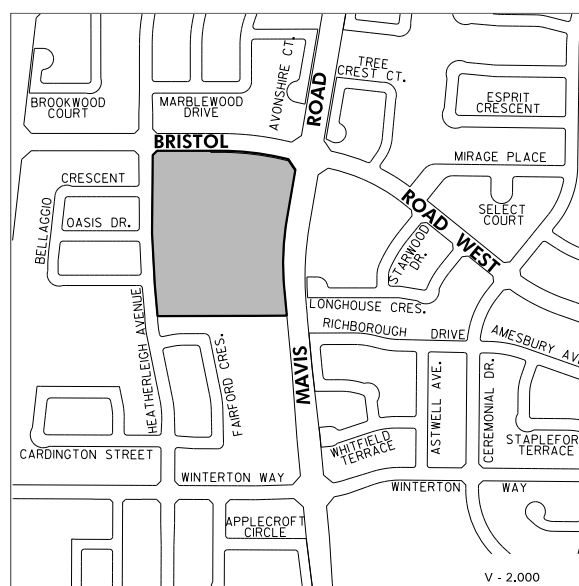 BROOKWOOD
COURT
MARBLEWOOD
DRIVE
AVONSHIRE CT.
ROAD
TREE
CREST CT.
ESPRIT
CRESCENT
BRISTOL
MIRAGE PLACE
CRESCENT
BELLAGGIO
OASIS DR.
ROAD WEST
SELECT
COURT
STARWOOD
DR.
LONGHOUSE CRES.
RICHBOROUGH DRIVE
AMESBURY AV
HEATHERLEIGH AVENUE
FAIRFORD CRES.
MAVIS
ASTWELL AVE.
CEREMONIAL DR.
WHITFIELD
TERRACE
STAPLEFOR
TERRACE
CARDINGTON STREET
WINTERTON WAY
WINTERTON WAY
APPLECROFT
CIRCLE
V - 2.000